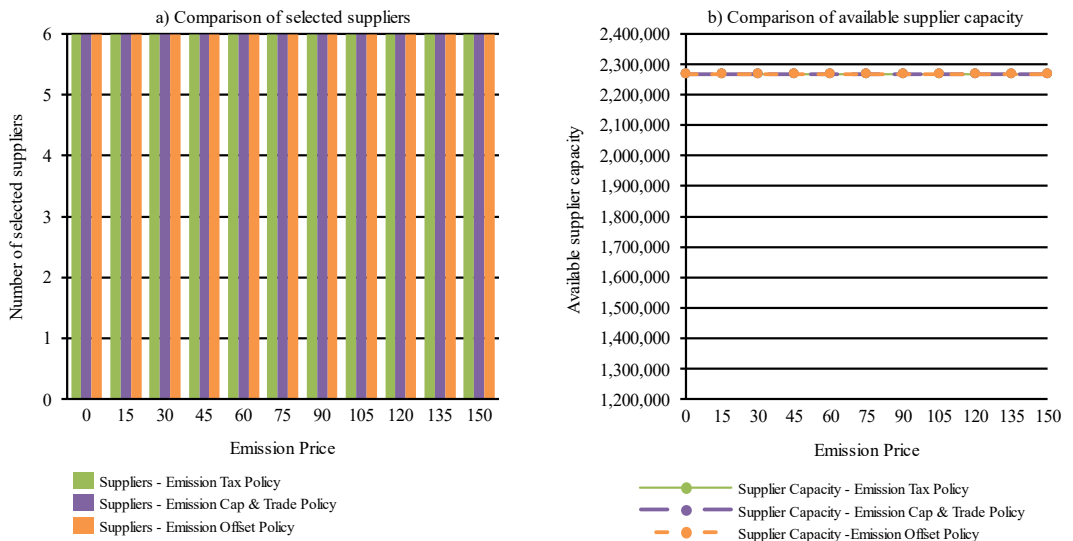 a) Comparison of selected suppliers
6
5
4
3
2
1
0
Number of selected suppliers
0 15 30 45 60 75 90 105 120 135 150
Emission Price
Suppliers - Emission Tax Policy
Suppliers - Emission Cap & Trade Policy
Suppliers - Emission Offset Policy
b) Comparison of available supplier capacity
2,400,000
2,300,000
2,200,000
2,100,000
2,000,000
1,900,000
1,800,000
1,700,000
1,600,000
1,500,000
1,400,000
1,300,000
1,200,000
Available supplier capacity
0 15 30 45 60 75 90 105 120 135 150
Emission Price
Supplier Capacity - Emission Tax Policy
Supplier Capacity - Emission Cap & Trade Policy
Supplier Capacity -Emission Offset Policy